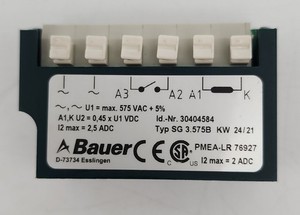 ~ ~ A3 A2 A1 K
~, ~ U1 = max. 575 VAC + 5%
A1,K U2 = 0,45 x U1 VDC Id.-Nr. 30404584
I2 max = 2,5 ADC Typ SG 3.575B KW 24/21
Bauer CE CSA PMEA-LR 76927
D-73734 Esslingen I2 max = 2 ADC